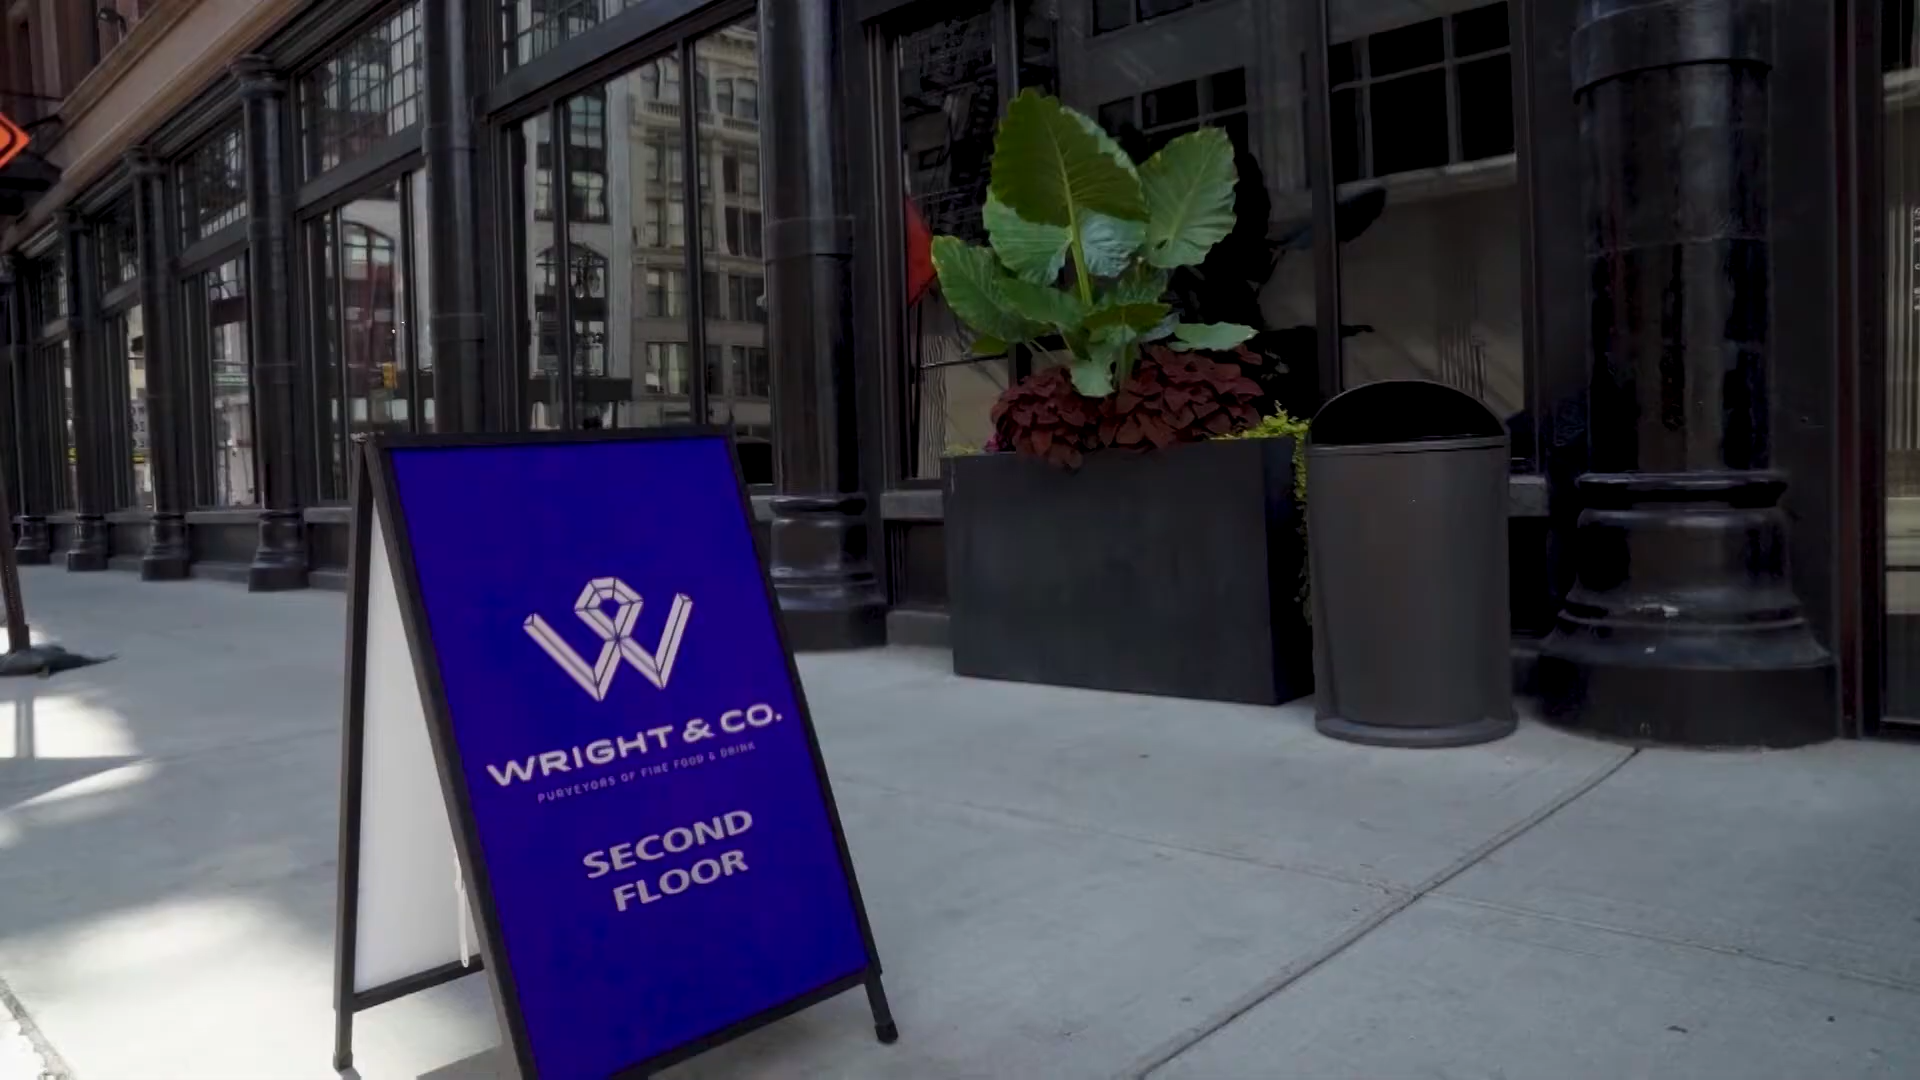 WRIGHT & CO.
PURVEYORS OF FINE FOOD & DRINK
SECOND
FLOOR